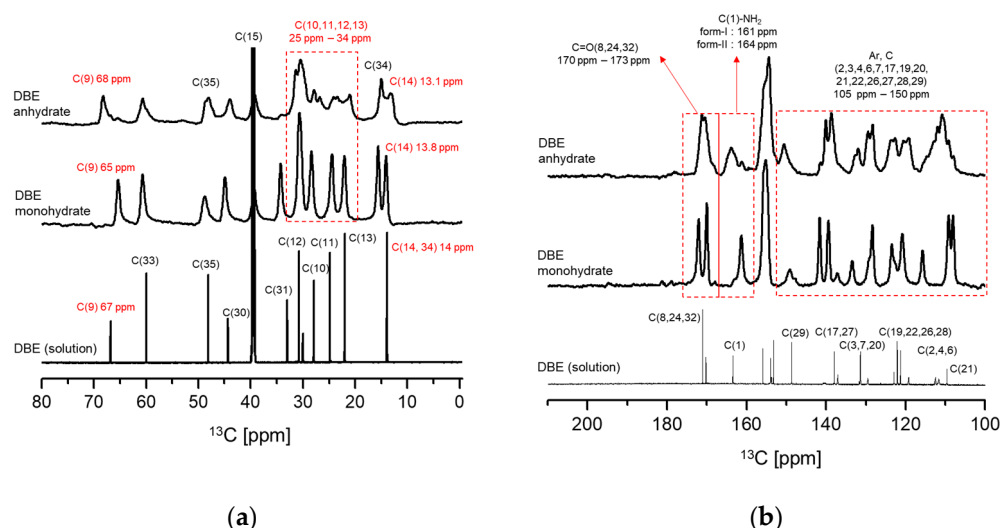 C(15)
C(10,11,12,13)
25 ppm – 34 ppm
C(9) 68 ppm
C(35)
C(34)
C(14) 13.1 ppm
DBE
anhydrate
C(9) 65 ppm
C(14) 13.8 ppm
DBE
monohydrate
C(33)
C(35)
C(30)
C(31)
C(12)
C(10)
C(11)
C(13)
C(14, 34) 14 ppm
C(9) 67 ppm
DBE (solution)
80 70 60 50 40 30 20 10 0
13C [ppm]
(a)
C(1)-NH2
form-I : 161 ppm
form-II : 164 ppm
C=O(8,24,32)
170 ppm – 173 ppm
Ar, C
(2,3,4,6,7,17,19,20,
21,22,26,27,28,29)
105 ppm – 150 ppm
DBE
anhydrate
DBE
monohydrate
C(8,24,32)
C(1)
C(29)
C(17,27)
C(3,7,20)
C(19,22,26,28)
C(2,4,6)
C(21)
DBE (solution)
200 180 160 140 120 100
13C [ppm]
(b)